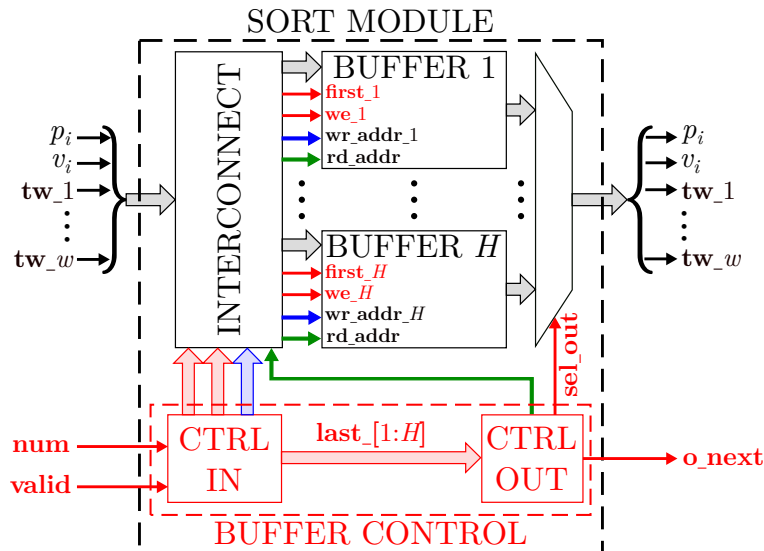 SORT MODULE
INTERCONNECT
BUFFER 1
first_1
we_1
wr_addr_1
rd_addr
p_i
v_i
tw_1
tw_w
BUFFER H
first_H
we_H
wr_addr_H
rd_addr
p_i
v_i
tw_1
tw_w
sel_out
num
valid
CTRL
IN
last_[1:H]
CTRL
OUT
o_next
BUFFER CONTROL